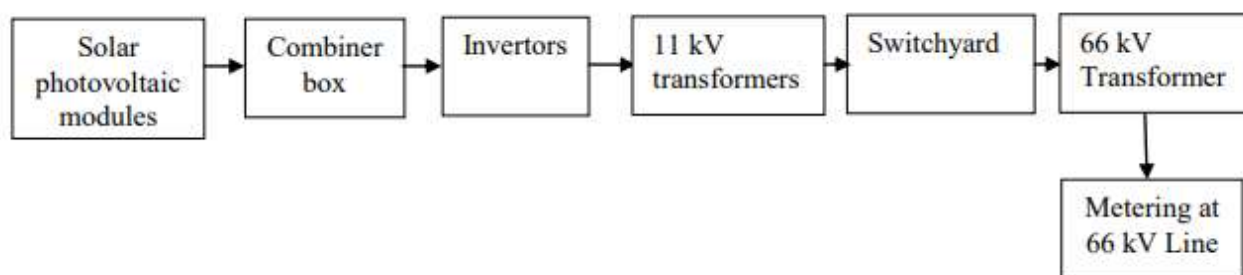 Solar
photovoltaic
modules
Combiner
box
Invertors
11 kV
transformers
Switchyard
66 kV
Transformer
Metering at
66 kV Line